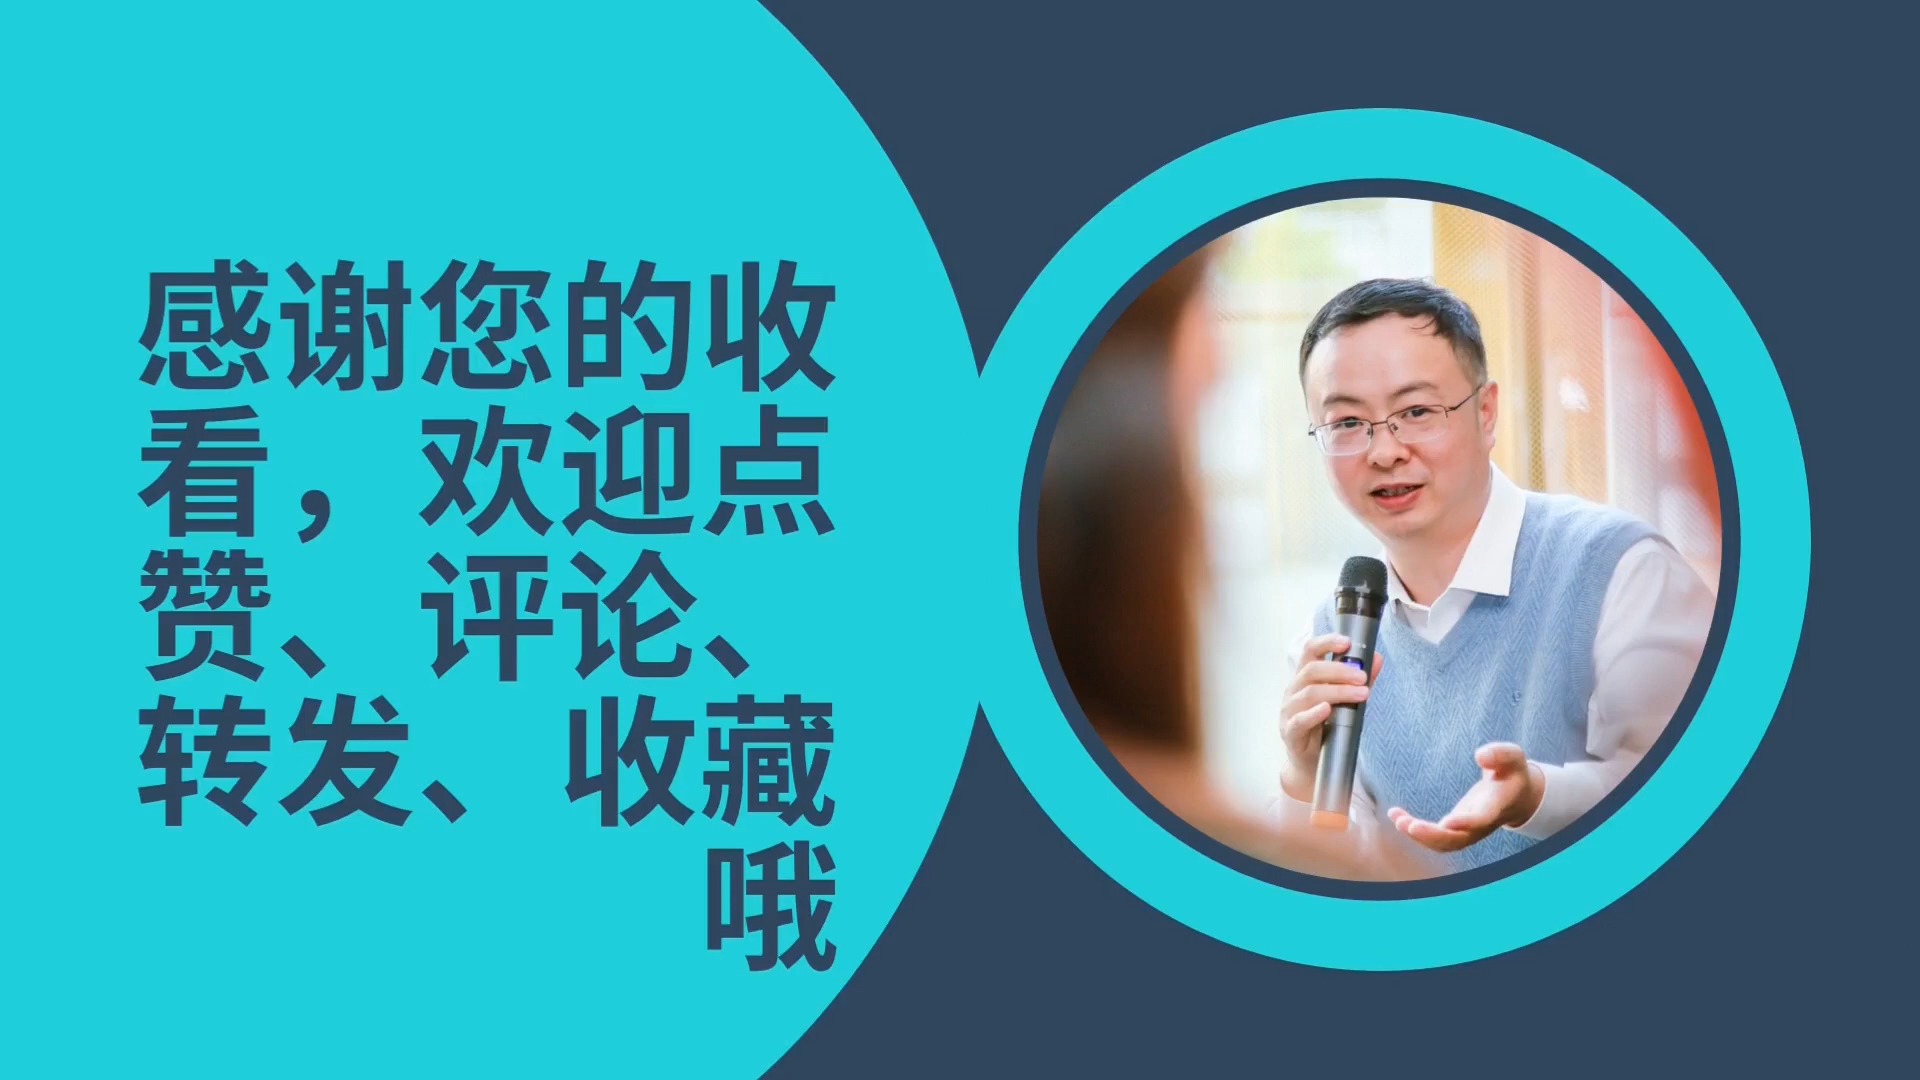 感谢您的收
看，欢迎点
赞、评论、
转发、收藏
哦